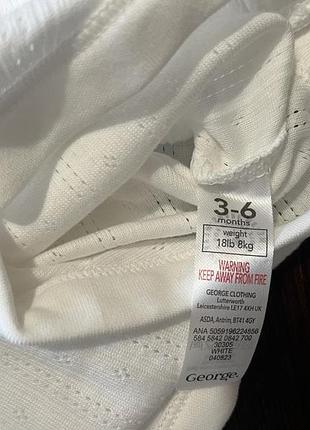 3-6
months
weight
18lb 8kg
WARNING
KEEP AWAY FROM FIRE
GEORGE CLOTHING
Lutterworth
Leicestershire LE17 4XH UK
ASDA, Antrim, BT41 4GY
ANA 5059196224856
584 5842 0842 700
30305
WHITE
040823
George.